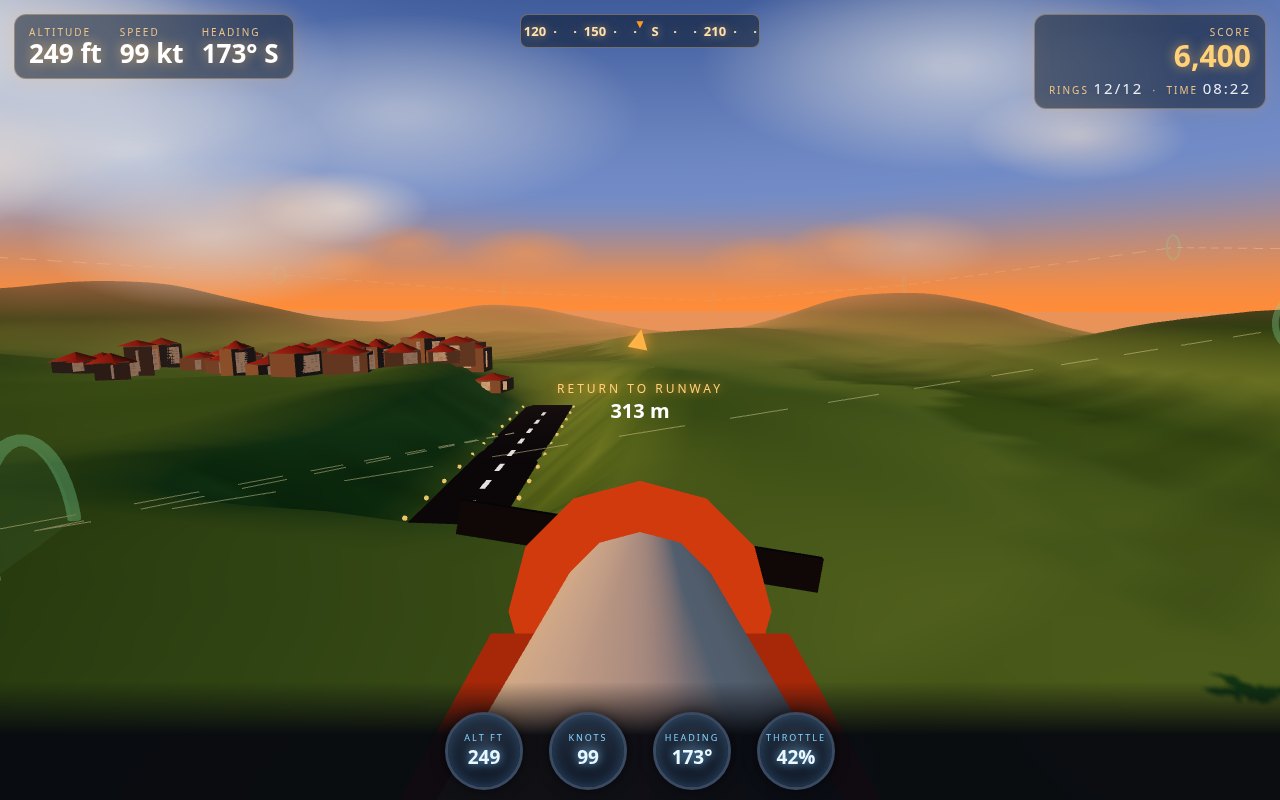 ALTITUDE SPEED HEADING
249 ft 99 kt 173° S
120 · · 150 · · S · · 210 · ·
SCORE
6,400
RINGS 12/12 · TIME 08:22
RETURN TO RUNWAY
313 m
ALT FT
249
KNOTS
99
HEADING
173°
THROTTLE
42%